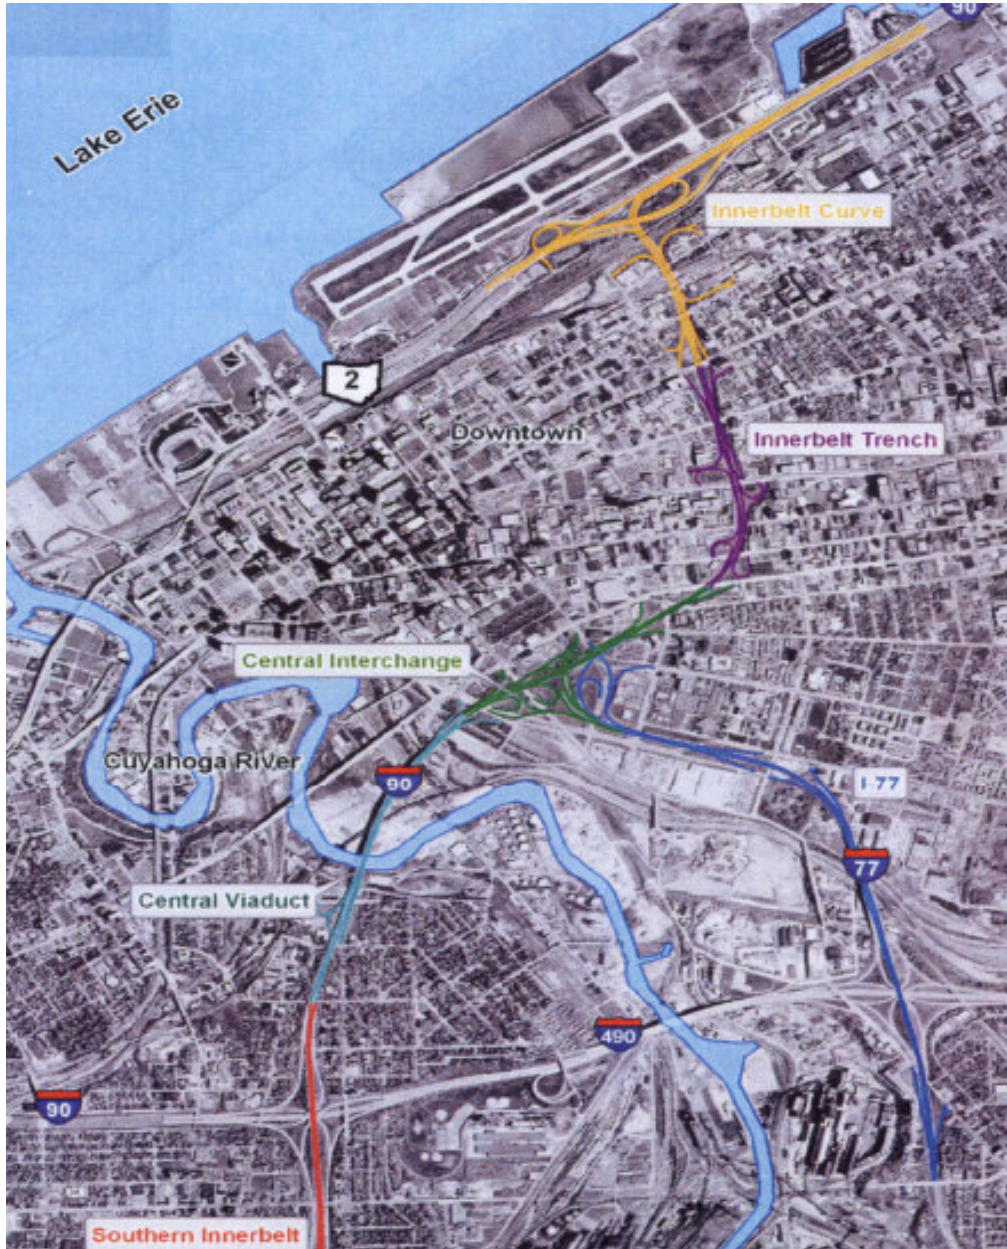 90
Lake Erie
Innerbelt Curve
2
Downtown
Innerbelt Trench
Central Interchange
Cuyahoga River
90
I-77
77
Central Viaduct
490
90
Southern Innerbelt